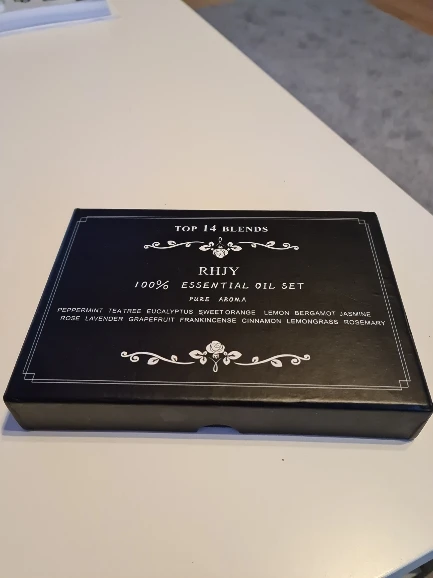 TOP 14 BLENDS
RHJY
100% ESSENTIAL OIL SET
PURE AROMA
PEPPERMINT TEATREE EUCALYPTUS SWEETORANGE LEMON BERGAMOT JASMINE
ROSE LAVENDER GRAPEFRUIT FRANKINCENSE CINNAMON LEMONGRASS ROSEMARY